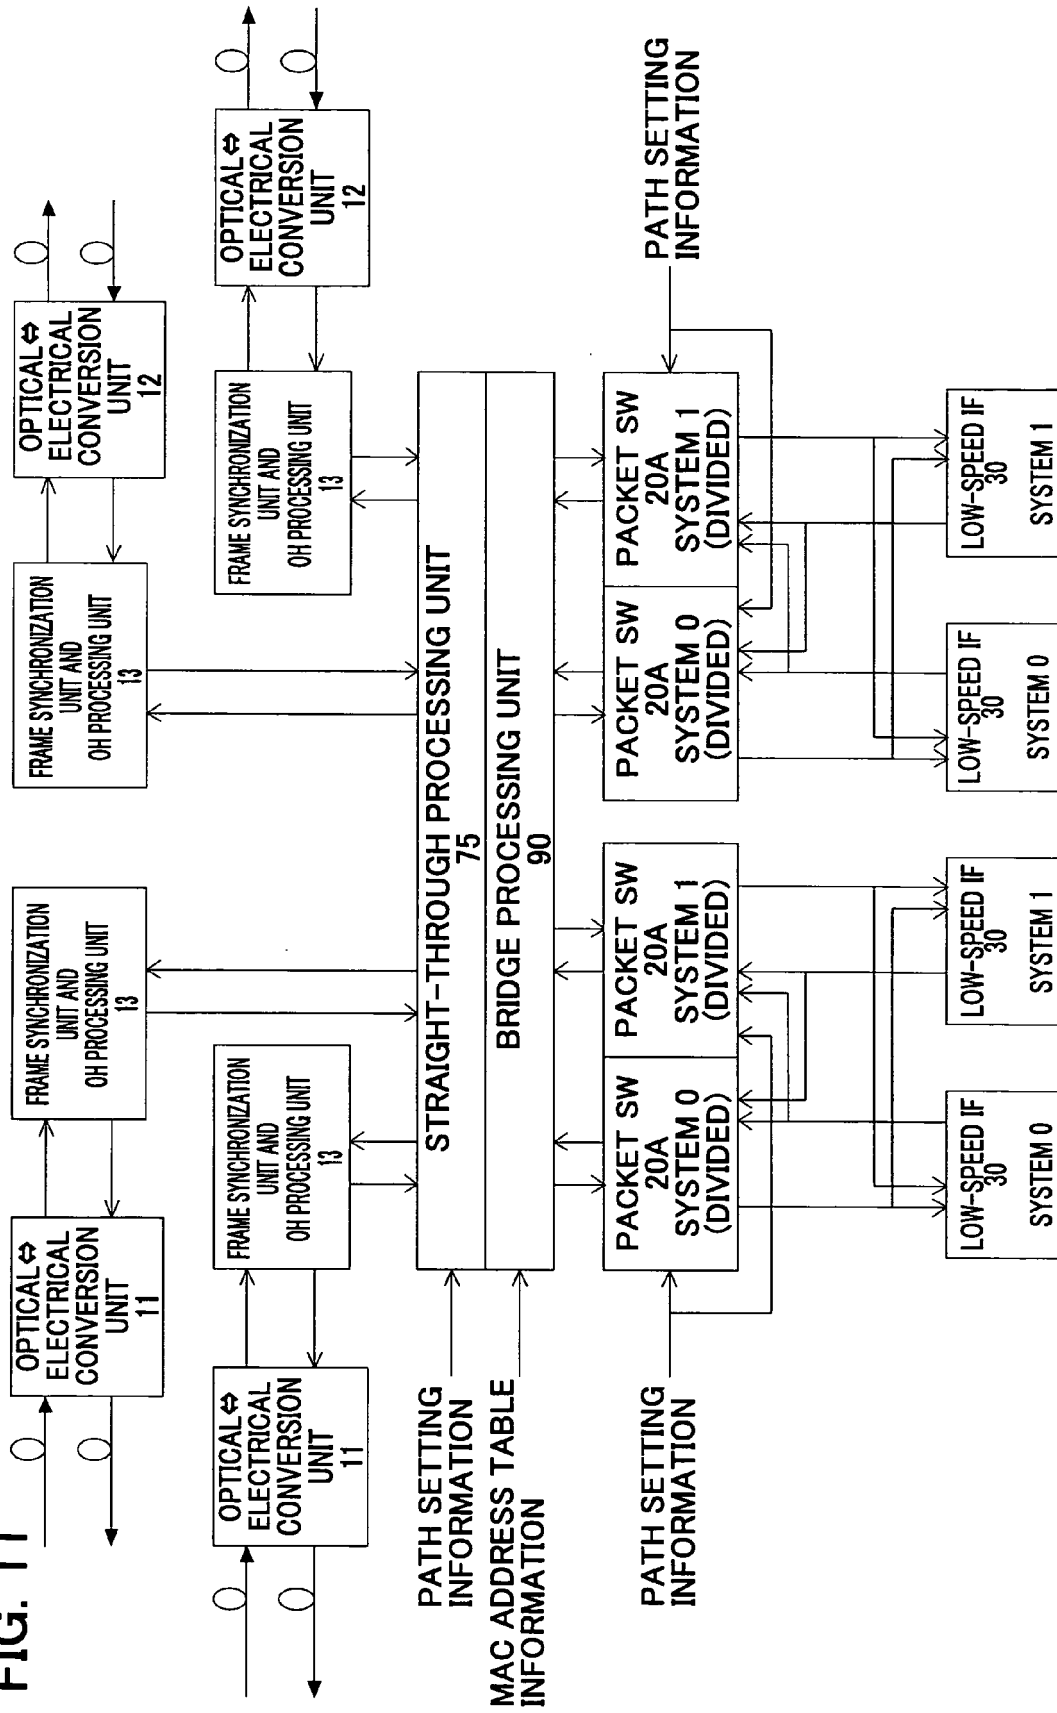 FIG. 11
OPTICAL⇔
ELECTRICAL
CONVERSION
UNIT
11
FRAME SYNCHRONIZATION
UNIT AND
OH PROCESSING UNIT
13
FRAME SYNCHRONIZATION
UNIT AND
OH PROCESSING UNIT
13
OPTICAL⇔
ELECTRICAL
CONVERSION
UNIT
12
OPTICAL⇔
ELECTRICAL
CONVERSION
UNIT
11
FRAME SYNCHRONIZATION
UNIT AND
OH PROCESSING UNIT
13
FRAME SYNCHRONIZATION
UNIT AND
OH PROCESSING UNIT
13
OPTICAL⇔
ELECTRICAL
CONVERSION
UNIT
12
PATH SETTING
INFORMATION
STRAIGHT-THROUGH PROCESSING UNIT
75
MAC ADDRESS TABLE
INFORMATION
BRIDGE PROCESSING UNIT
90
PATH SETTING
INFORMATION
PACKET SW
20A
SYSTEM 0
(DIVIDED)
PACKET SW
20A
SYSTEM 1
(DIVIDED)
PACKET SW
20A
SYSTEM 0
(DIVIDED)
PACKET SW
20A
SYSTEM 1
(DIVIDED)
PATH SETTING
INFORMATION
LOW-SPEED IF
30
SYSTEM 0
LOW-SPEED IF
30
SYSTEM 1
LOW-SPEED IF
30
SYSTEM 0
LOW-SPEED IF
30
SYSTEM 1